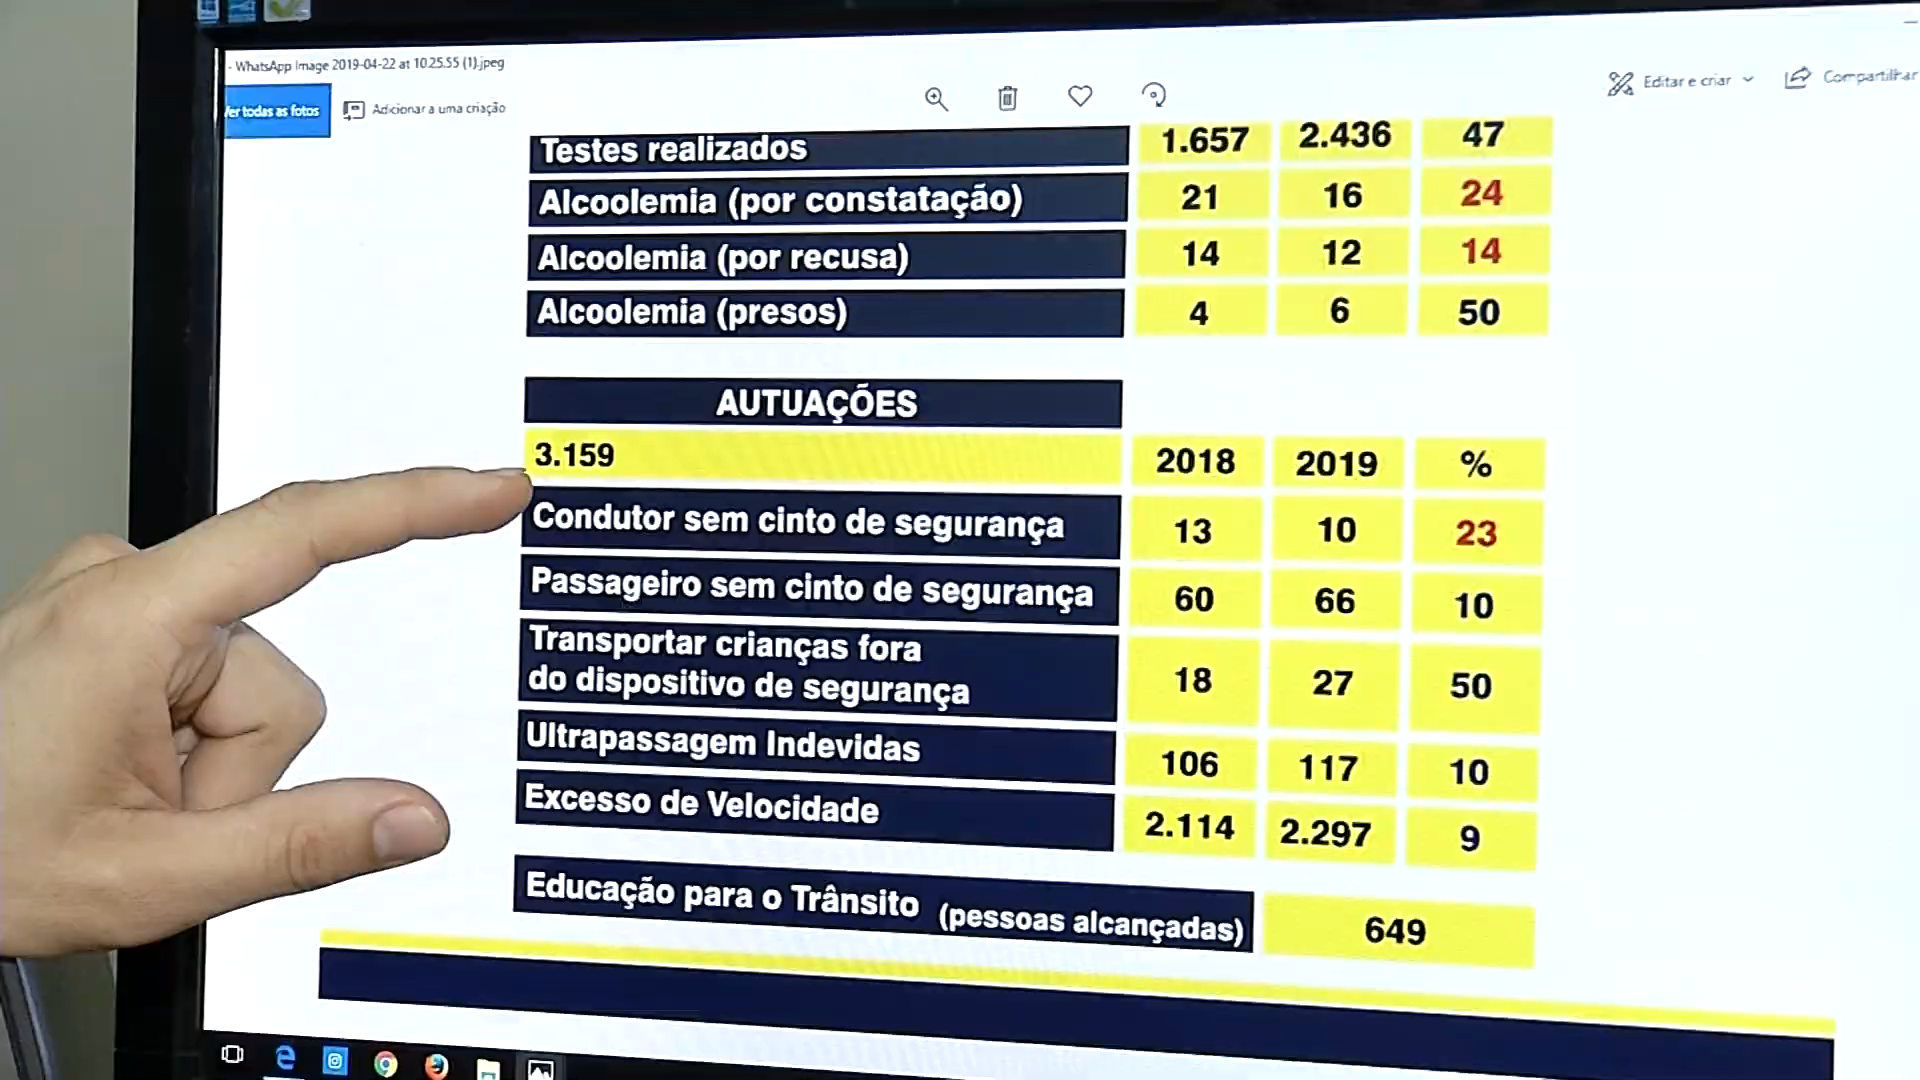 - WhatsApp Image 2019-04-22 at 10.25.55 (1).jpeg
Ver todas as fotos
Adicionar a uma criação
Editar e criar
Compartilhar
Testes realizados 1.657 2.436 47
Alcoolemia (por constatação) 21 16 24
Alcoolemia (por recusa) 14 12 14
Alcoolemia (presos) 4 6 50
AUTUAÇÕES
3.159 2018 2019 %
Condutor sem cinto de segurança 13 10 23
Passageiro sem cinto de segurança 60 66 10
Transportar crianças fora
do dispositivo de segurança 18 27 50
Ultrapassagem Indevidas 106 117 10
Excesso de Velocidade 2.114 2.297 9
Educação para o Trânsito (pessoas alcançadas) 649